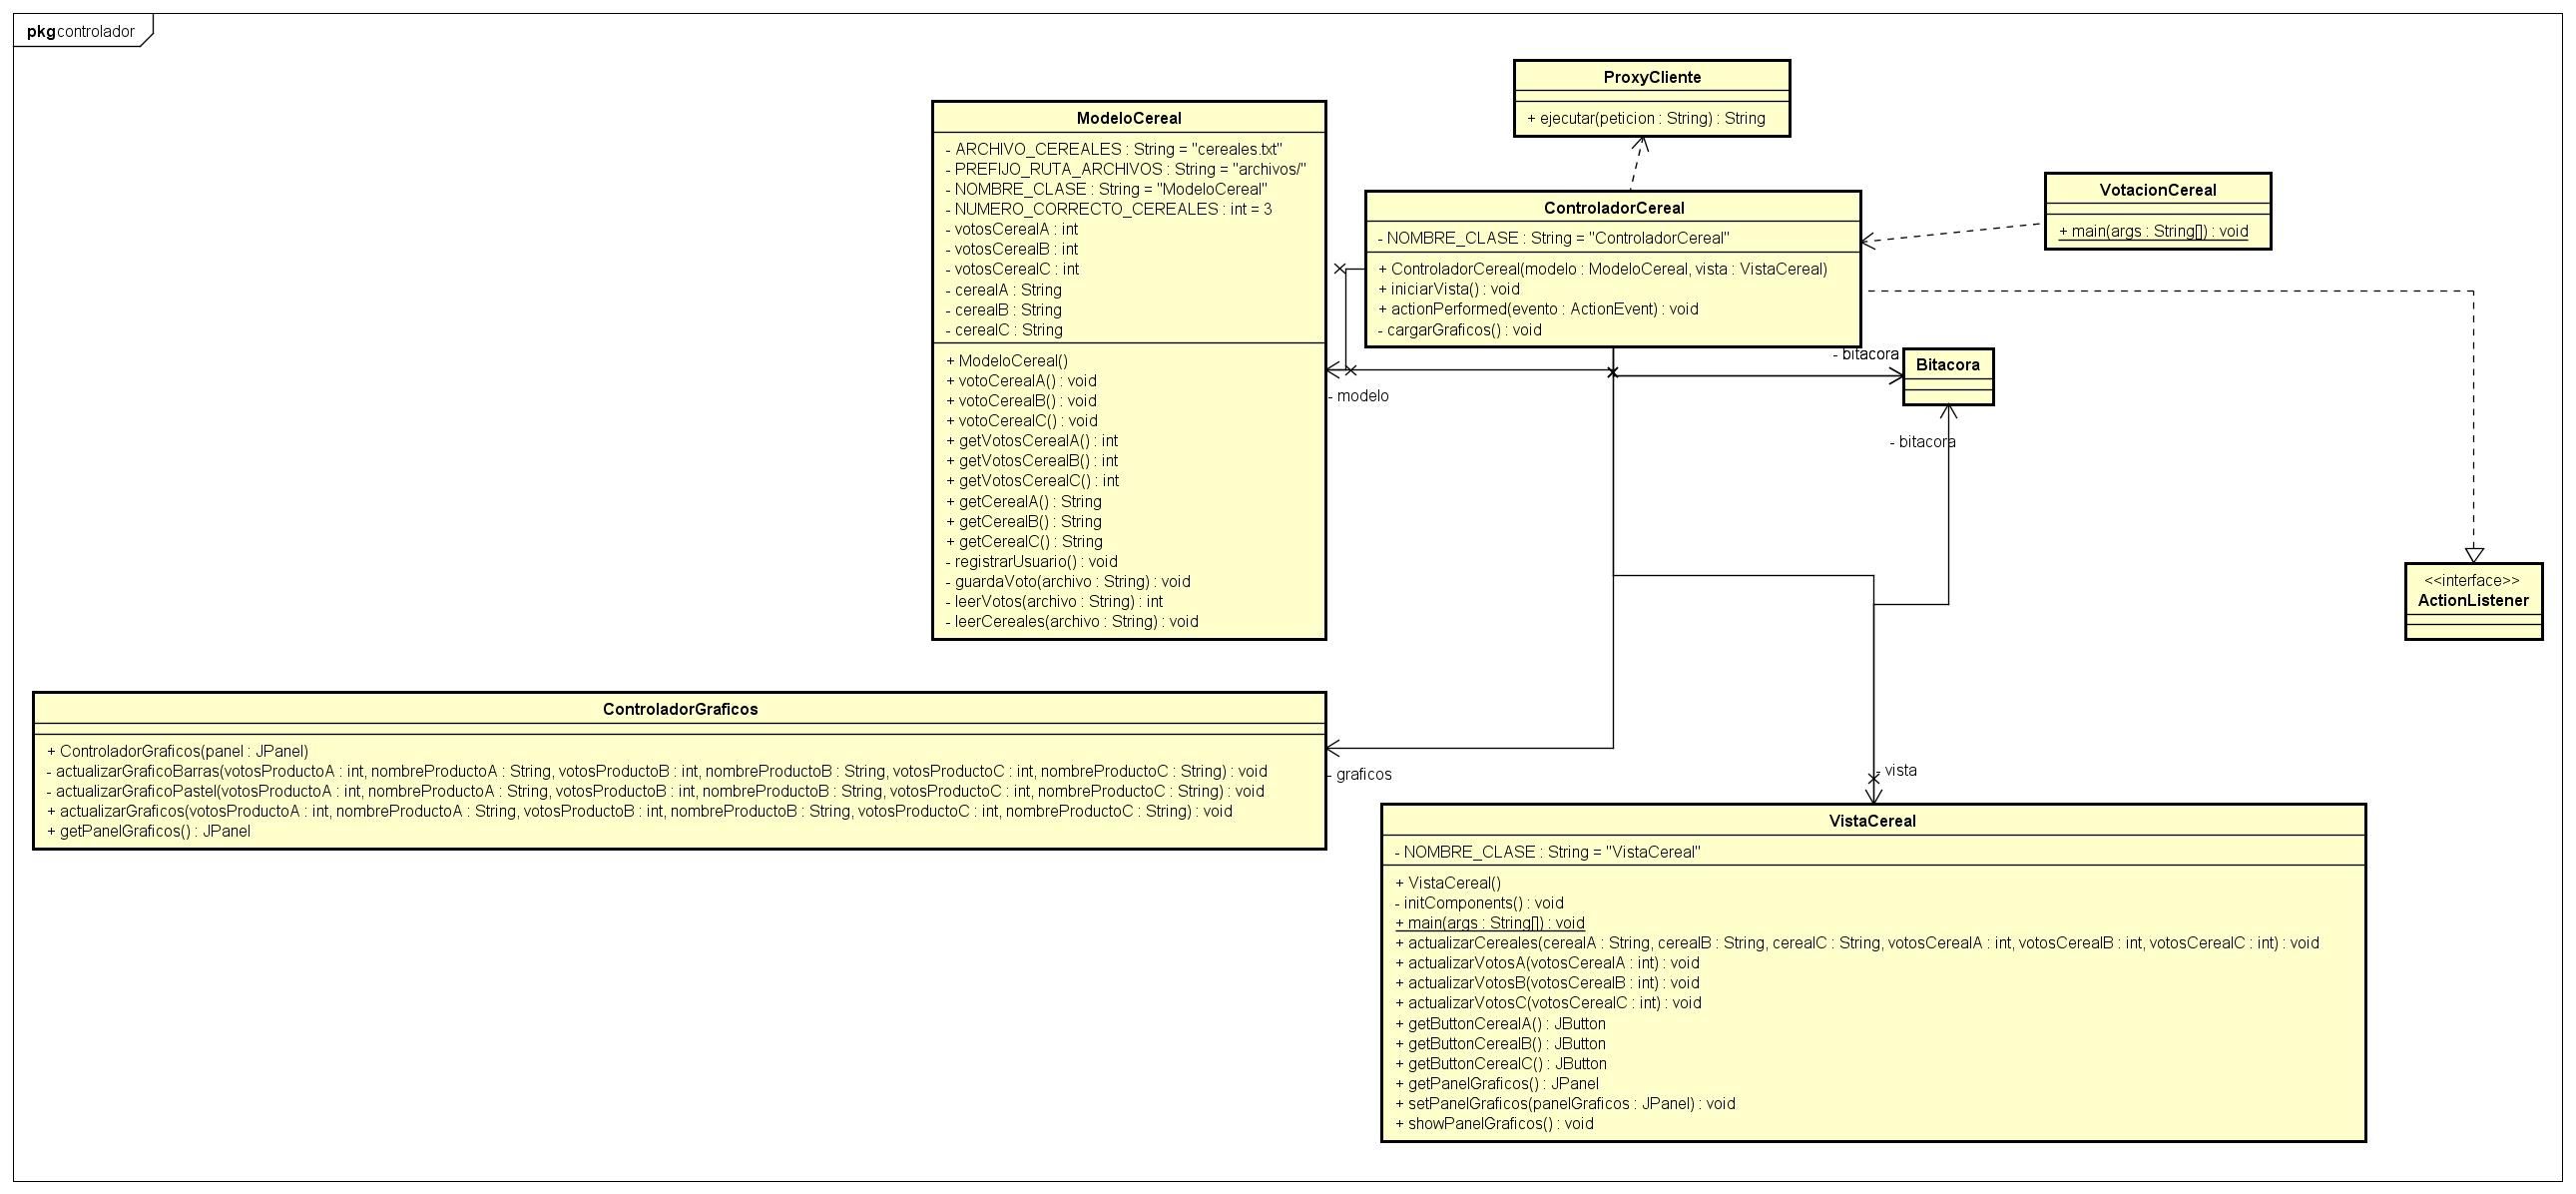 pkg controlador
ProxyCliente
+ ejecutar(peticion : String) : String
ModeloCereal
- ARCHIVO_CEREALES : String = "cereales.txt"
- PREFIJO_RUTA_ARCHIVOS : String = "archivos/"
- NOMBRE_CLASE : String = "ModeloCereal"
- NUMERO_CORRECTO_CEREALES : int = 3
- votosCerealA : int
- votosCerealB : int
- votosCerealC : int
- cerealA : String
- cerealB : String
- cerealC : String
+ ModeloCereal()
+ votoCerealA() : void
+ votoCerealB() : void
+ votoCerealC() : void
+ getVotosCerealA() : int
+ getVotosCerealB() : int
+ getVotosCerealC() : int
+ getCerealA() : String
+ getCerealB() : String
+ getCerealC() : String
- registrarUsuario() : void
- guardaVoto(archivo : String) : void
- leerVotos(archivo : String) : int
- leerCereales(archivo : String) : void
ControladorCereal
- NOMBRE_CLASE : String = "ControladorCereal"
+ ControladorCereal(modelo : ModeloCereal, vista : VistaCereal)
+ iniciarVista() : void
+ actionPerformed(evento : ActionEvent) : void
- cargarGraficos() : void
VotacionCereal
+ main(args : String[]) : void
- bitacora
Bitacora
- modelo
- bitacora
<<interface>>
ActionListener
ControladorGraficos
+ ControladorGraficos(panel : JPanel)
- actualizarGraficoBarras(votosProductoA : int, nombreProductoA : String, votosProductoB : int, nombreProductoB : String, votosProductoC : int, nombreProductoC : String) : void
- actualizarGraficoPastel(votosProductoA : int, nombreProductoA : String, votosProductoB : int, nombreProductoB : String, votosProductoC : int, nombreProductoC : String) : void
+ actualizarGraficos(votosProductoA : int, nombreProductoA : String, votosProductoB : int, nombreProductoB : String, votosProductoC : int, nombreProductoC : String) : void
+ getPanelGraficos() : JPanel
- graficos
- vista
VistaCereal
- NOMBRE_CLASE : String = "VistaCereal"
+ VistaCereal()
- initComponents() : void
+ main(args : String[]) : void
+ actualizarCereales(cerealA : String, cerealB : String, cerealC : String, votosCerealA : int, votosCerealB : int, votosCerealC : int) : void
+ actualizarVotosA(votosCerealA : int) : void
+ actualizarVotosB(votosCerealB : int) : void
+ actualizarVotosC(votosCerealC : int) : void
+ getButtonCerealA() : JButton
+ getButtonCerealB() : JButton
+ getButtonCerealC() : JButton
+ getPanelGraficos() : JPanel
+ setPanelGraficos(panelGraficos : JPanel) : void
+ showPanelGraficos() : void